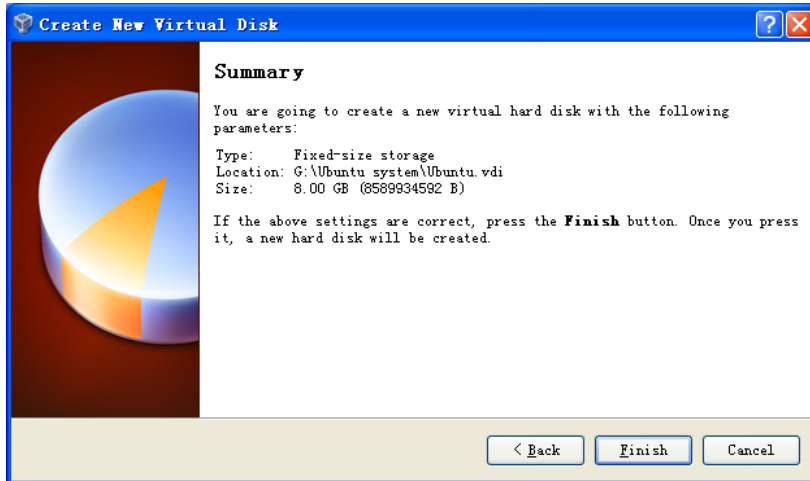 Create New Virtual Disk
Summary
You are going to create a new virtual hard disk with the following
parameters:
Type: Fixed-size storage
Location: G:\Ubuntu system\Ubuntu.vdi
Size: 8.00 GB (8589934592 B)
If the above settings are correct, press the Finish button. Once you press
it, a new hard disk will be created.
< Back Finish Cancel